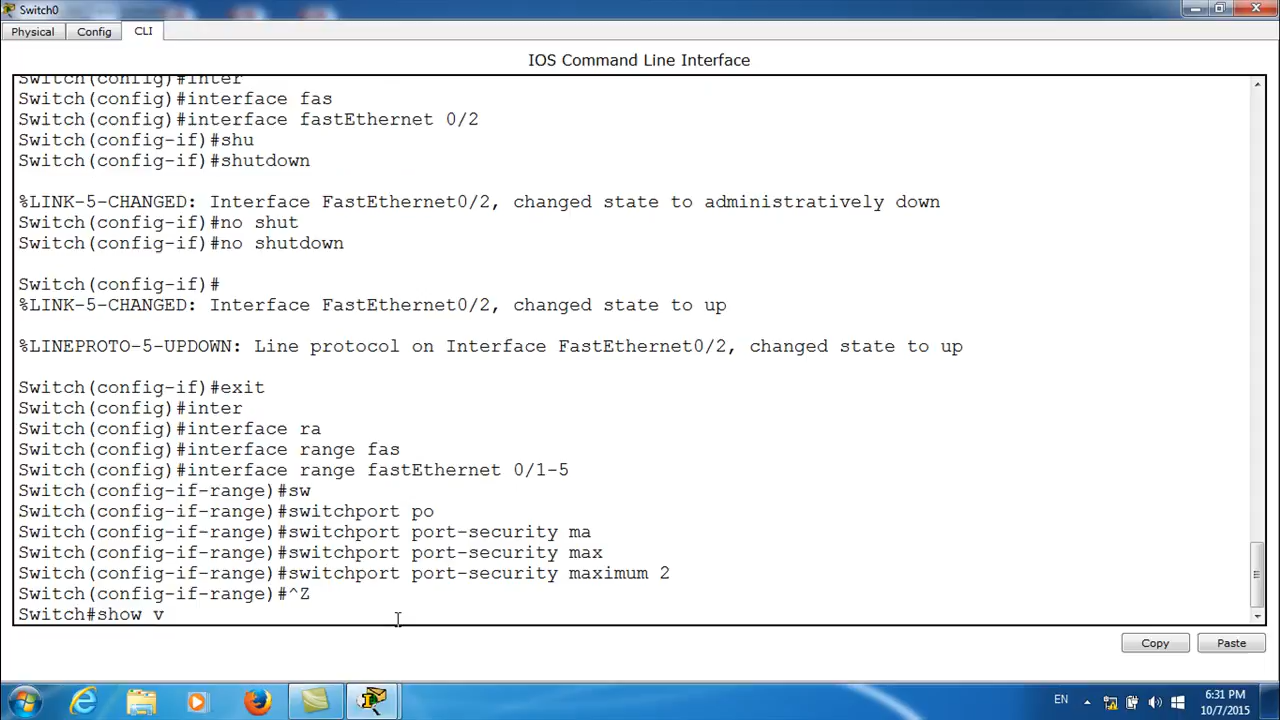 Switch0
Physical Config CLI
IOS Command Line Interface
Switch(config)#inter
Switch(config)#interface fas
Switch(config)#interface fastEthernet 0/2
Switch(config-if)#shu
Switch(config-if)#shutdown
%LINK-5-CHANGED: Interface FastEthernet0/2, changed state to administratively down
Switch(config-if)#no shut
Switch(config-if)#no shutdown
Switch(config-if)#
%LINK-5-CHANGED: Interface FastEthernet0/2, changed state to up
%LINEPROTO-5-UPDOWN: Line protocol on Interface FastEthernet0/2, changed state to up
Switch(config-if)#exit
Switch(config)#inter
Switch(config)#interface ra
Switch(config)#interface range fas
Switch(config)#interface range fastEthernet 0/1-5
Switch(config-if-range)#sw
Switch(config-if-range)#switchport po
Switch(config-if-range)#switchport port-security ma
Switch(config-if-range)#switchport port-security max
Switch(config-if-range)#switchport port-security maximum 2
Switch(config-if-range)#^Z
Switch#show v
Copy Paste
EN 6:31 PM
10/7/2015